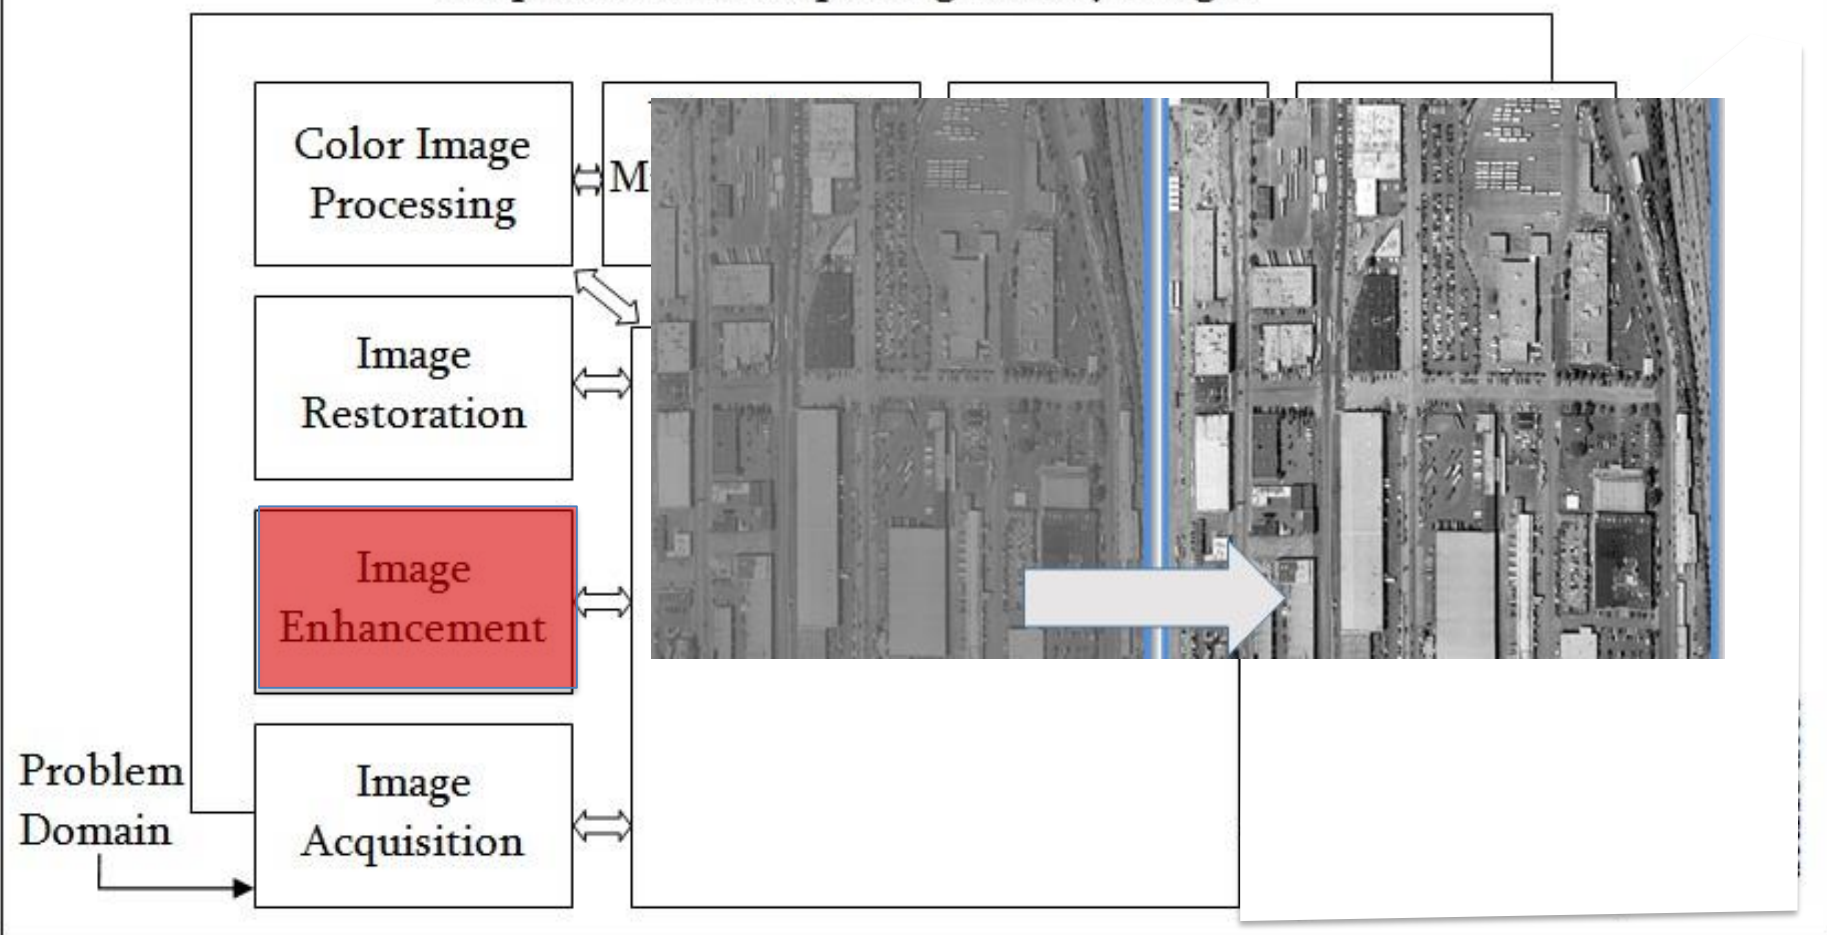 Color Image
Processing
M
Image
Restoration
Image
Enhancement
Problem
Domain
Image
Acquisition